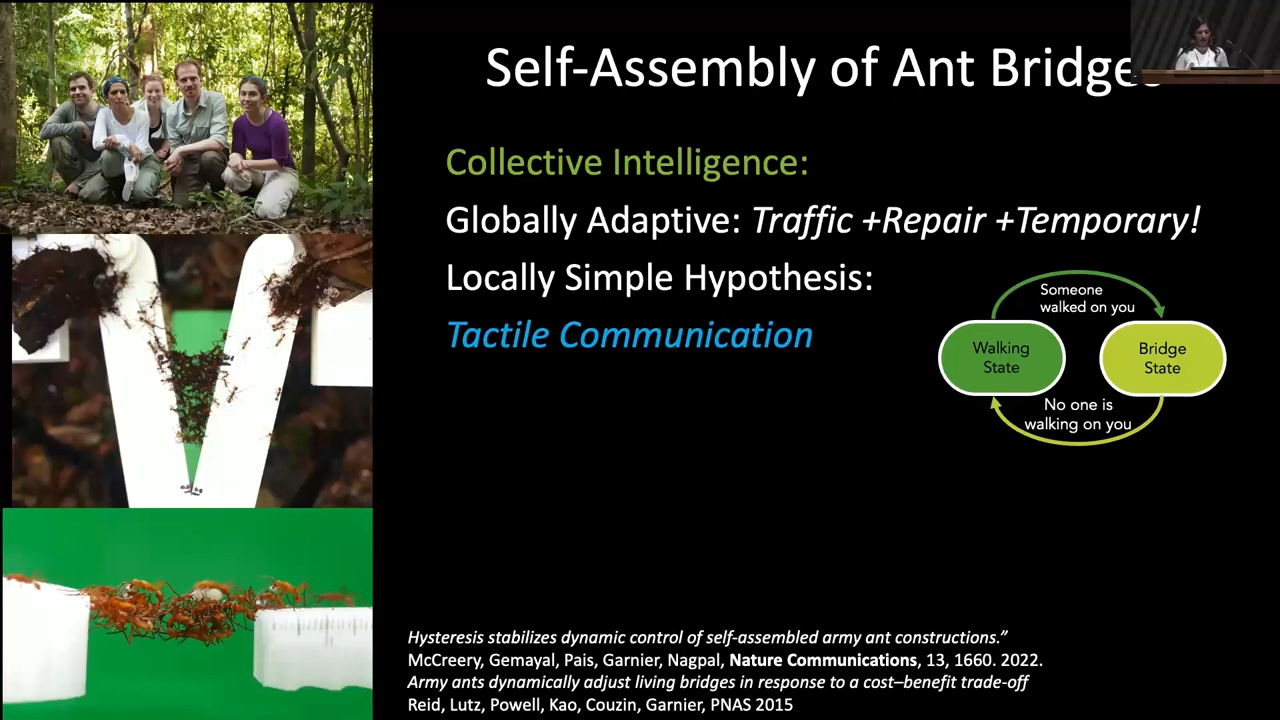 Self-Assembly of Ant Bridges
Collective Intelligence:
Globally Adaptive: Traffic +Repair +Temporary!
Locally Simple Hypothesis:
Tactile Communication
Someone
walked on you
Walking
State
Bridge
State
No one is
walking on you
Hysteresis stabilizes dynamic control of self-assembled army ant constructions.”
McCreery, Gemayal, Pais, Garnier, Nagpal, Nature Communications, 13, 1660. 2022.
Army ants dynamically adjust living bridges in response to a cost–benefit trade-off
Reid, Lutz, Powell, Kao, Couzin, Garnier, PNAS 2015